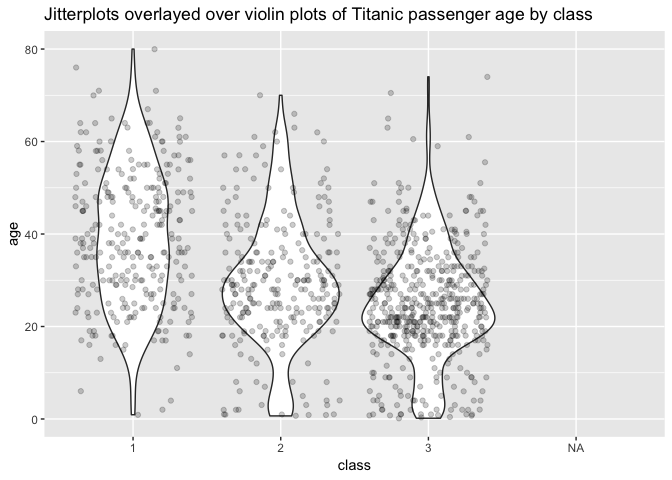 Jitterplots overlayed over violin plots of Titanic passenger age by class
80
60
40
20
0
age
1 2 3 NA
class